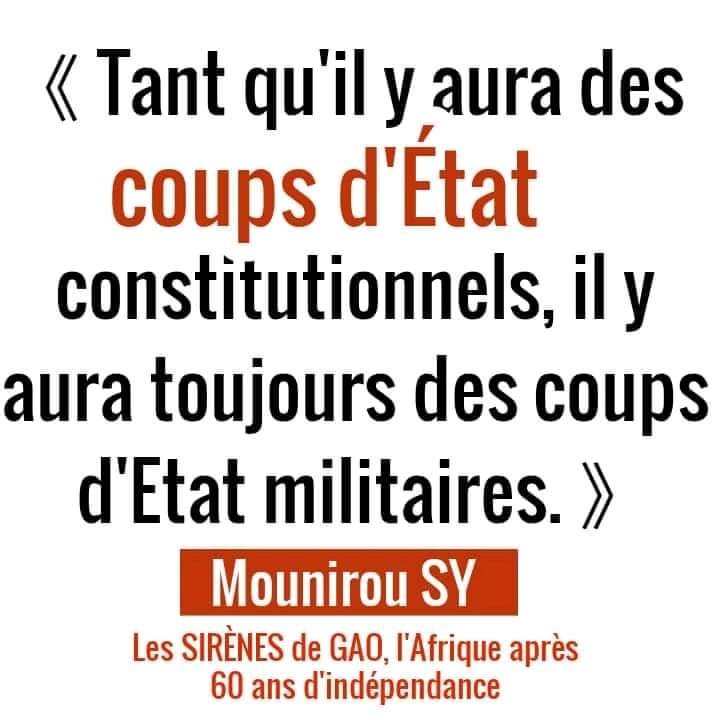 《 Tant qu'il y aura des
coups d'État
constitutionnels, il y
aura toujours des coups
d'Etat militaires. 》
Mounirou SY
Les SIRÈNES de GAO, l'Afrique après
60 ans d'indépendance